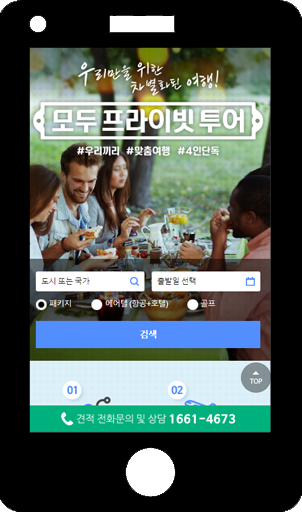 우리만을 위한
차별화된 여행!
모두 프라이빗 투어
#우리끼리 #맞춤여행 #4인단독
도시 또는 국가 출발일 선택
패키지 에어텔 (항공+호텔) 골프
검색
TOP
01 02
견적 전화문의 및 상담 1661-4673